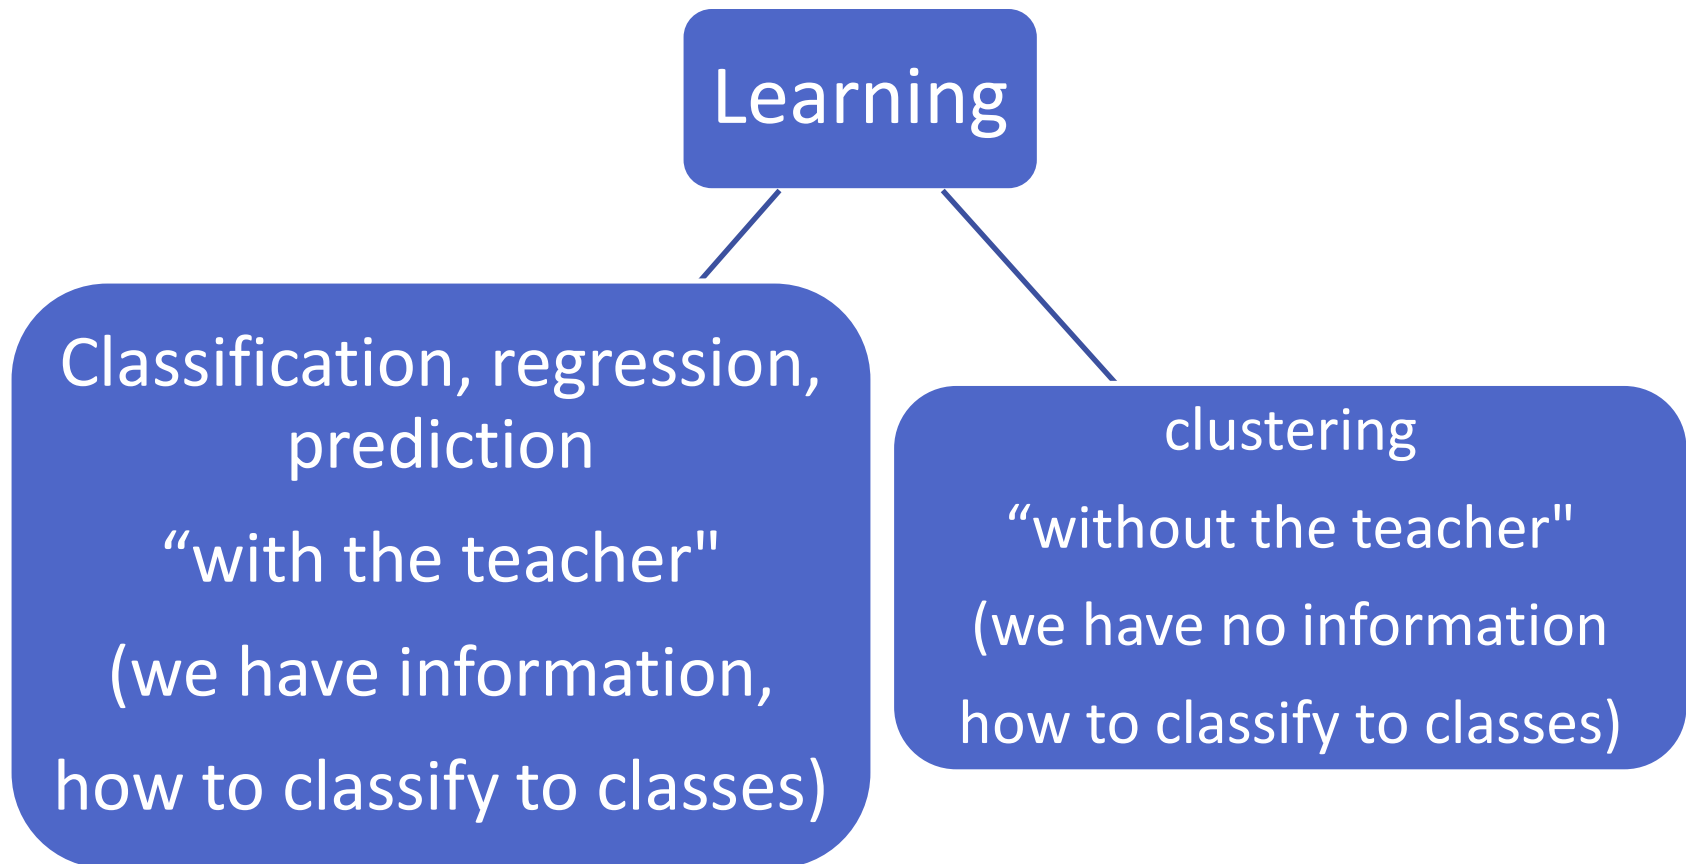 Learning
Classification, regression,
prediction
“with the teacher"
(we have information,
how to classify to classes)
clustering
“without the teacher"
(we have no information
how to classify to classes)